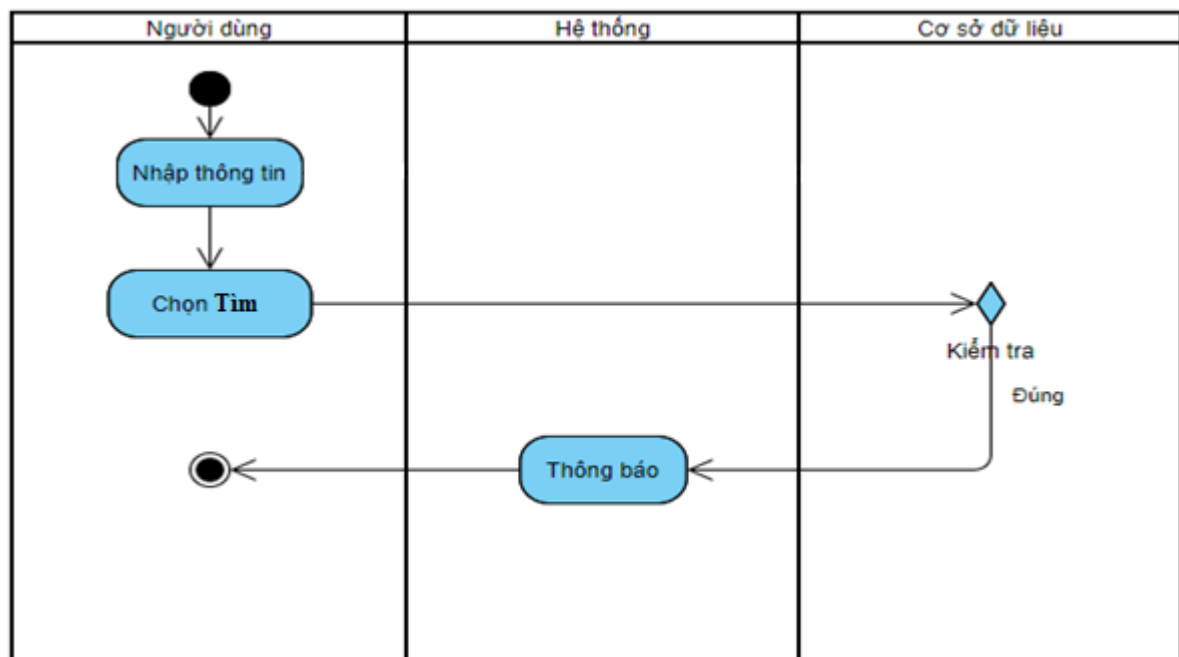 Người dùng
Hệ thống
Cơ sở dữ liệu
Nhập thông tin
Chọn Tìm
Kiểm tra
Đúng
Thông báo